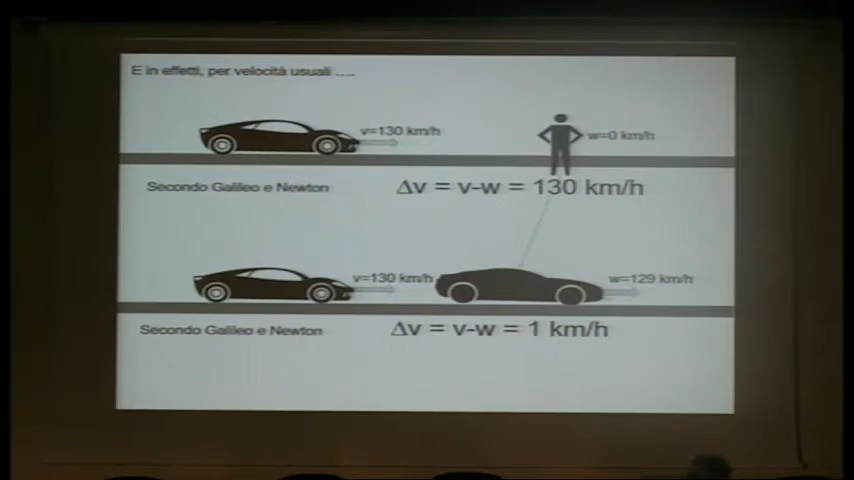 E in effetti, per velocità usuali ....
v=130 km/h
w=0 km/h
Secondo Galileo e Newton
Δv = v-w = 130 km/h
v=130 km/h
w=129 km/h
Secondo Galileo e Newton
Δv = v-w = 1 km/h